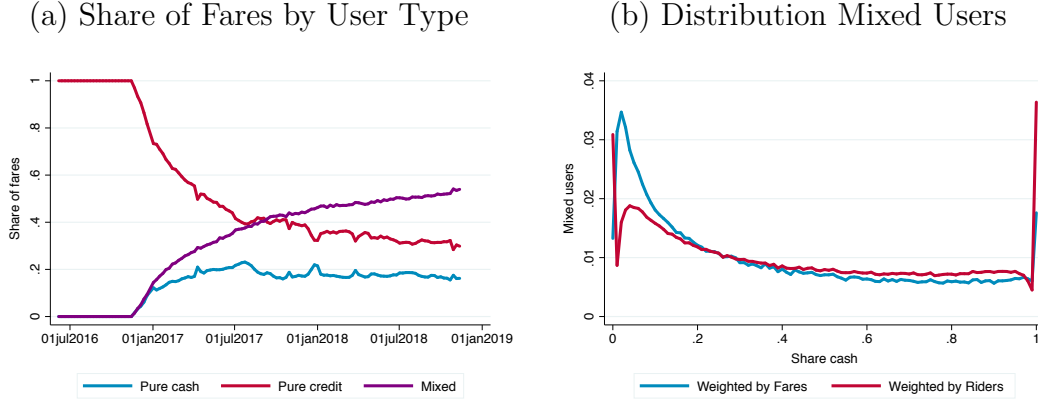 (a) Share of Fares by User Type
Share of fares
1
.8
.6
.4
.2
0
01jul2016 01jan2017 01jul2017 01jan2018 01jul2018 01jan2019
Pure cash Pure credit Mixed
(b) Distribution Mixed Users
Mixed users
.04
.03
.02
.01
0
0 .2 .4 .6 .8 1
Share cash
Weighted by Fares Weighted by Riders